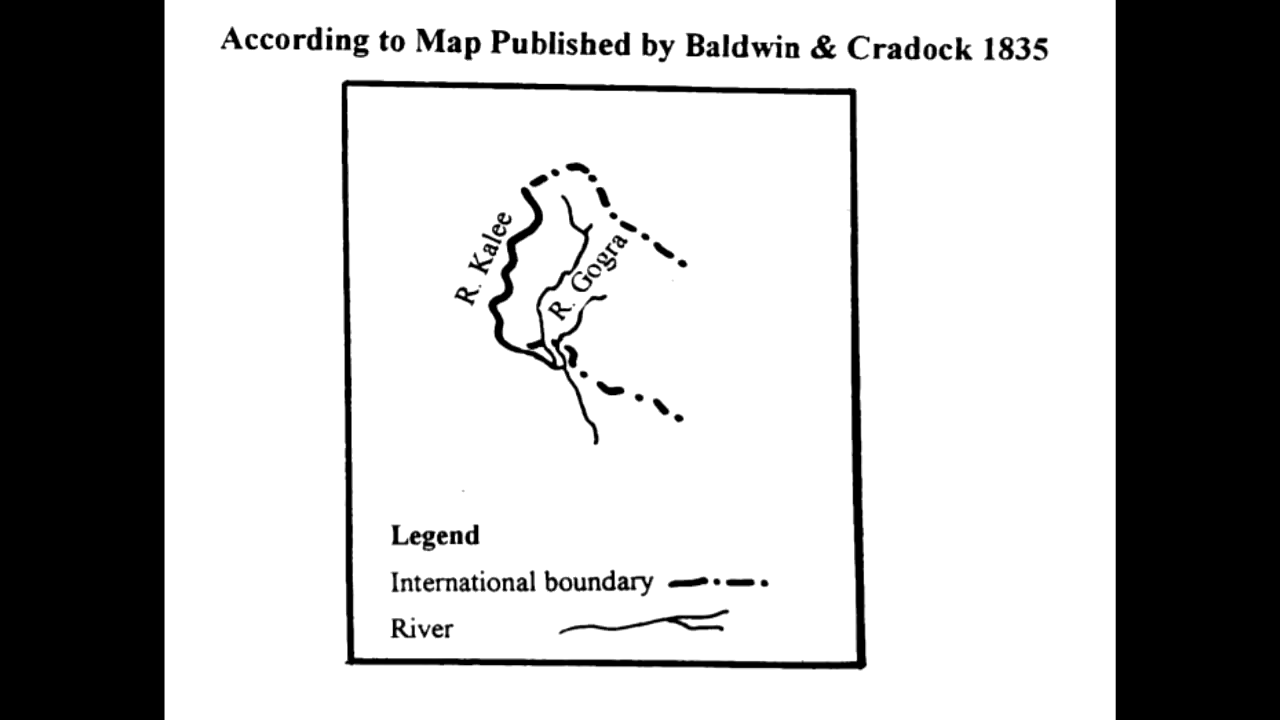 According to Map Published by Baldwin & Cradock 1835
R. Kalee
R. Gogra
Legend
International boundary
River